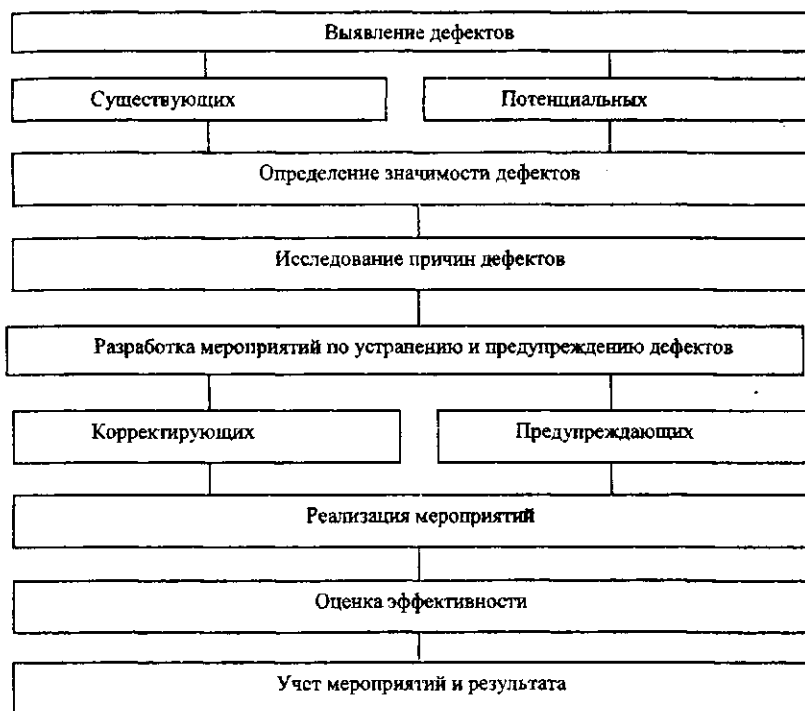 Выявление дефектов
Существующих
Потенциальных
Определение значимости дефектов
Исследование причин дефектов
Разработка мероприятий по устранению и предупреждению дефектов
Корректирующих
Предупреждающих
Реализация мероприятий
Оценка эффективности
Учет мероприятий и результата